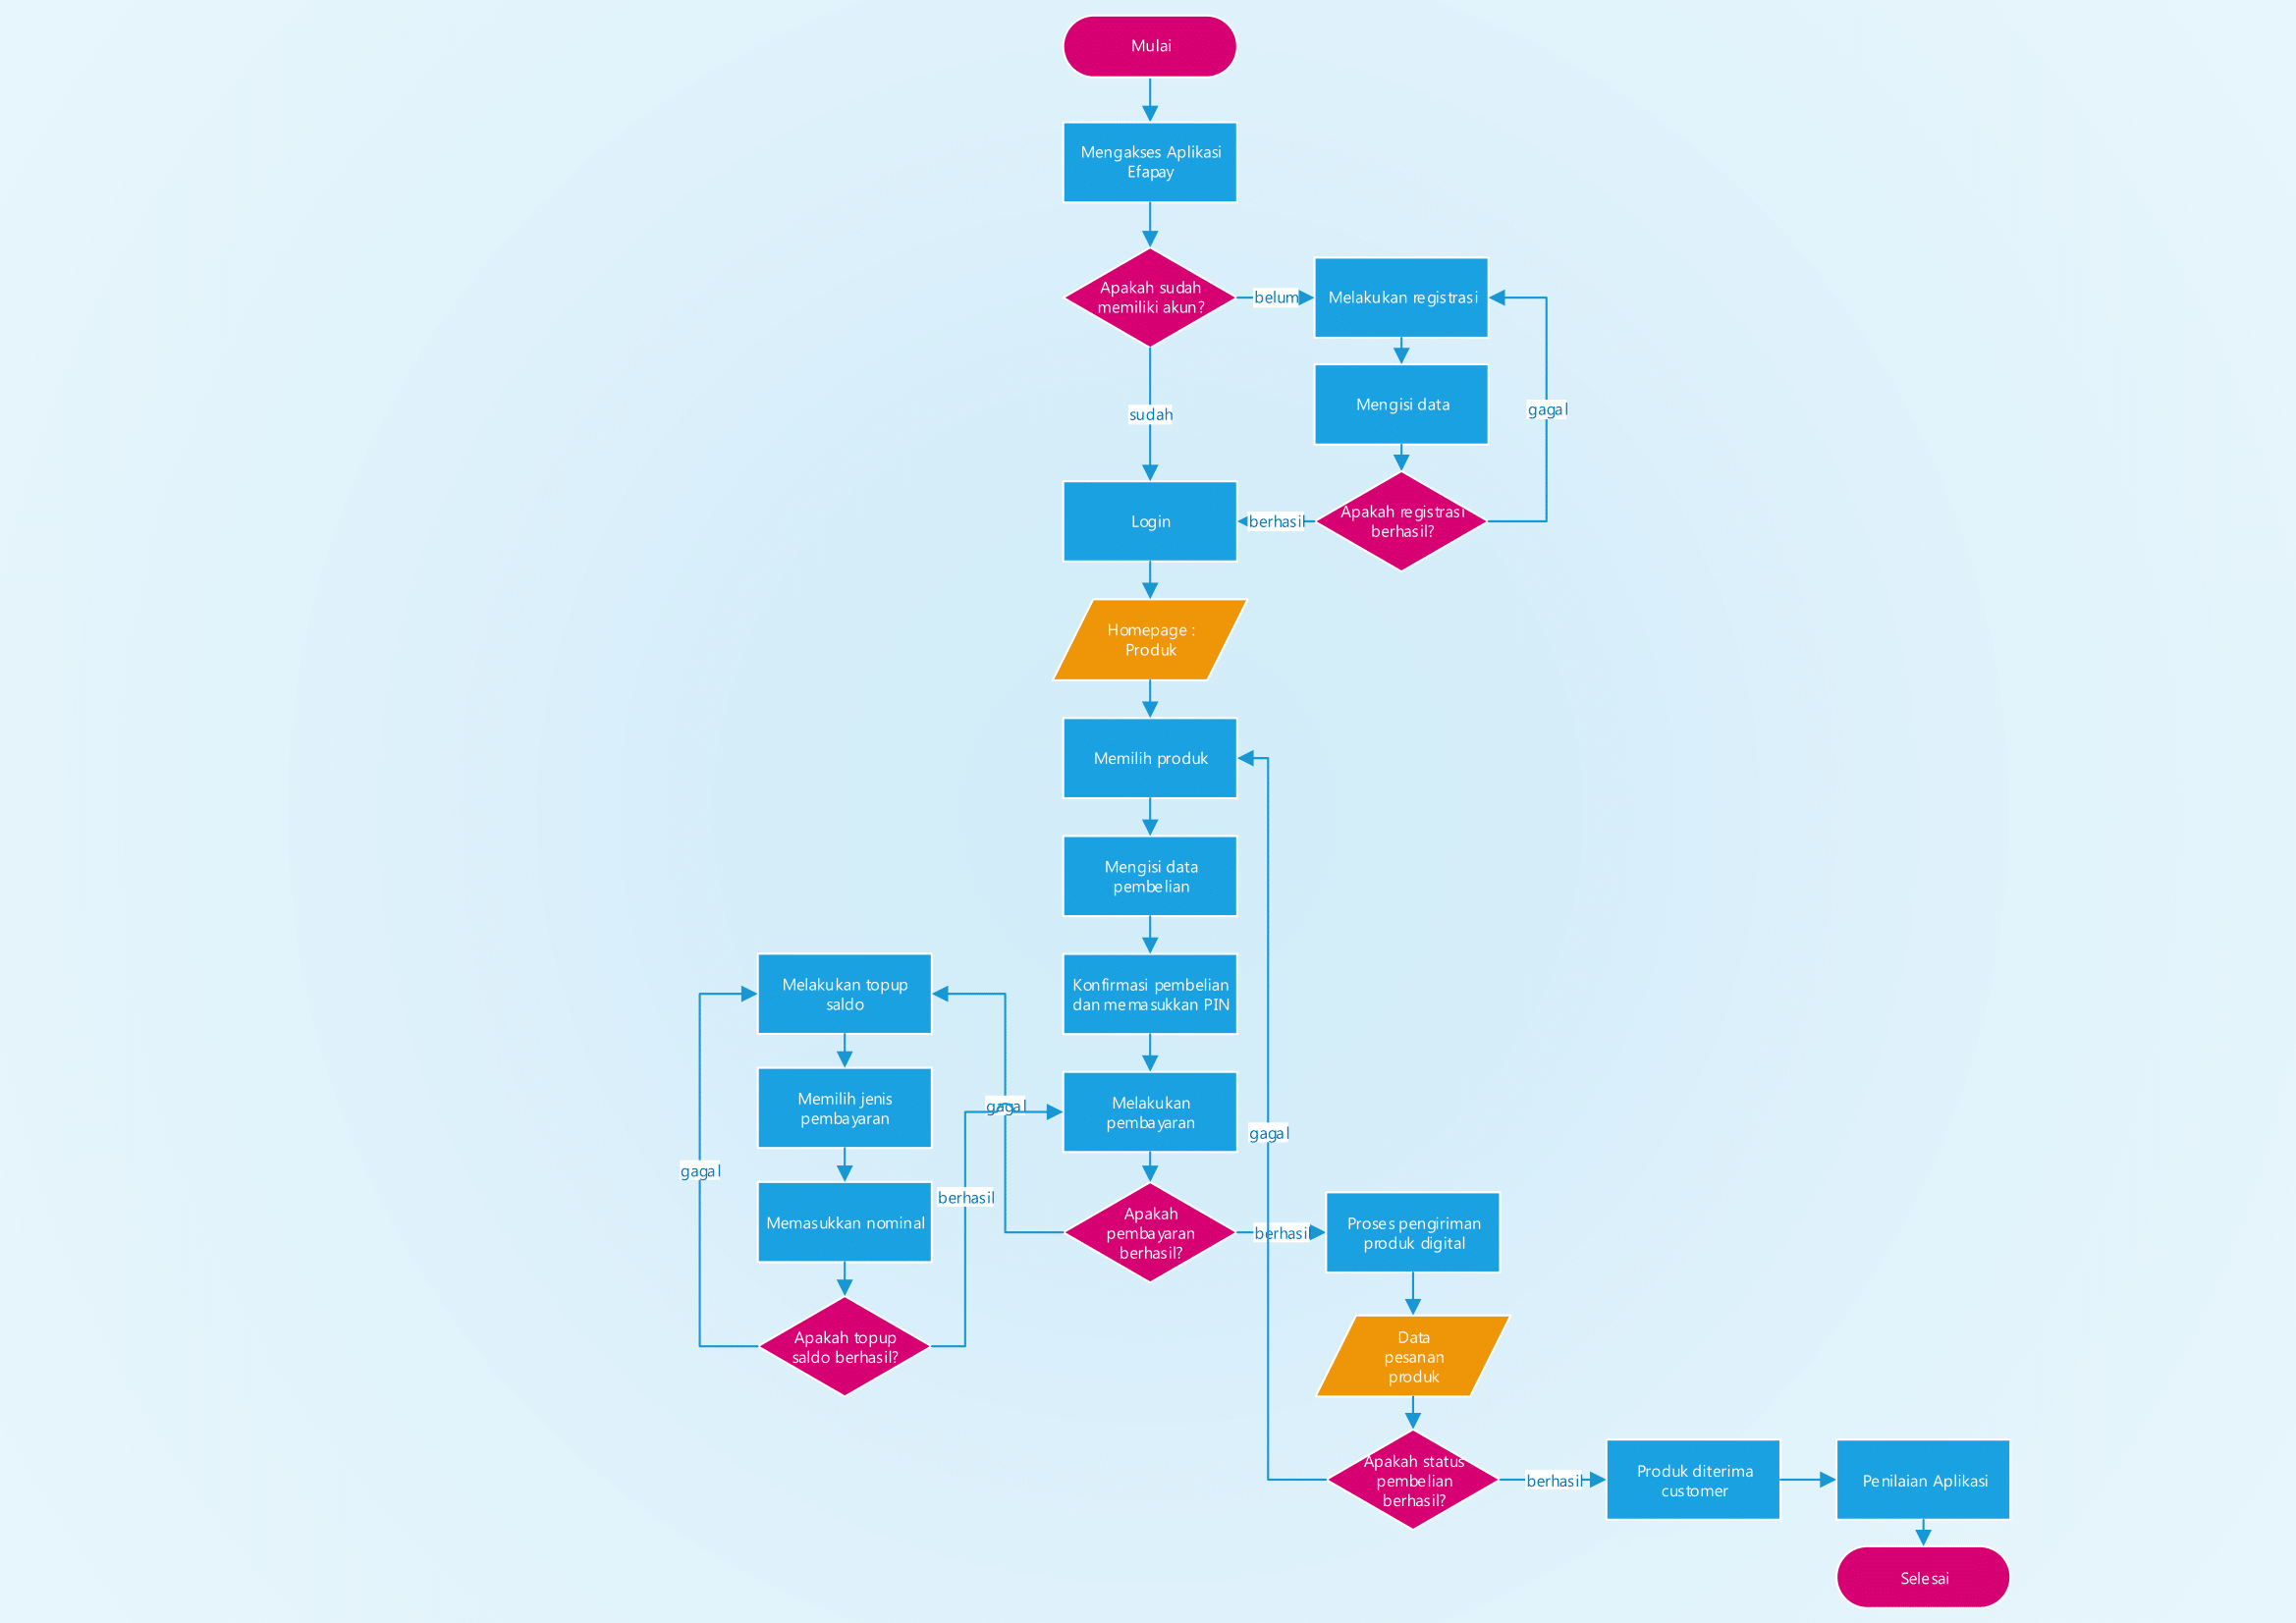 Mulai
Mengakses Aplikasi
Efapay
Apakah sudah
memiliki akun?
belum
Melakukan registrasi
Mengisi data
gagal
sudah
Login
berhasil
Apakah registrasi
berhasil?
Homepage :
Produk
Memilih produk
Mengisi data
pembelian
Konfirmasi pembelian
dan memasukkan PIN
Melakukan topup
saldo
Memilih jenis
pembayaran
gagal
Melakukan
pembayaran
gagal
gagal
berhasil
Memasukkan nominal
Apakah
pembayaran
berhasil?
berhasil
Proses pengiriman
produk digital
Apakah topup
saldo berhasil?
Data
pesanan
produk
Apakah status
pembelian
berhasil?
berhasil
Produk diterima
customer
Penilaian Aplikasi
Selesai